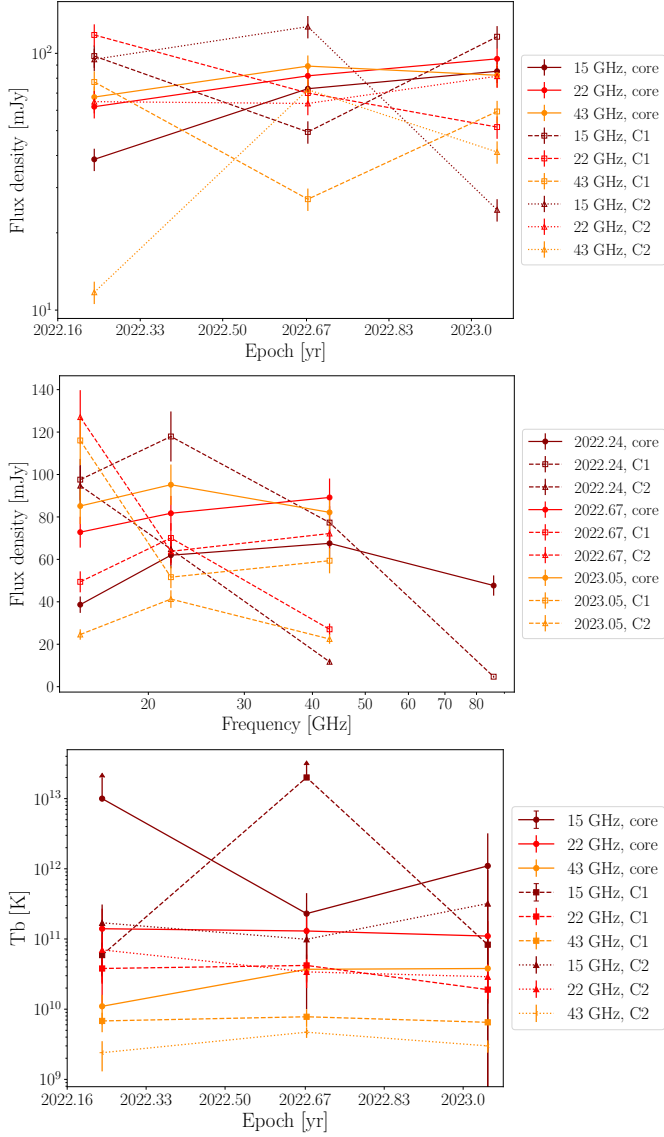 10²
10¹
Flux density [mJy]
2022.16 2022.33 2022.50 2022.67 2022.83 2023.0
Epoch [yr]
15 GHz, core
22 GHz, core
43 GHz, core
15 GHz, C1
22 GHz, C1
43 GHz, C1
15 GHz, C2
22 GHz, C2
43 GHz, C2
140
120
100
80
60
40
20
0
Flux density [mJy]
20 30 40 50 60 70 80
Frequency [GHz]
2022.24, core
2022.24, C1
2022.24, C2
2022.67, core
2022.67, C1
2022.67, C2
2023.05, core
2023.05, C1
2023.05, C2
10¹³
10¹²
10¹¹
10¹⁰
10⁹
Tb [K]
2022.16 2022.33 2022.50 2022.67 2022.83 2023.0
Epoch [yr]
15 GHz, core
22 GHz, core
43 GHz, core
15 GHz, C1
22 GHz, C1
43 GHz, C1
15 GHz, C2
22 GHz, C2
43 GHz, C2